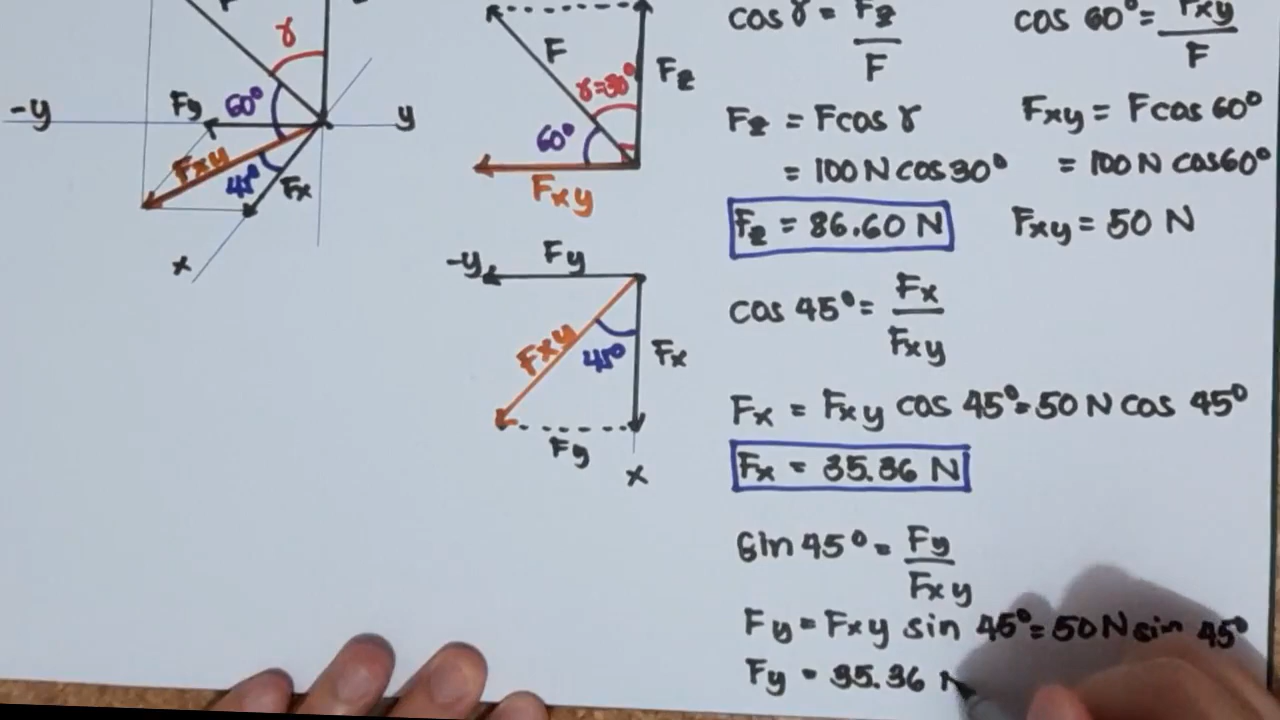 γ
-y
Fy
60°
y
Fxy
45°
Fx
x
F
γ=30°
Fz
60°
Fxy
-y
Fy
Fxy
45°
Fx
Fy
x
cos γ = Fz/F
Fz = F cos γ
= 100 N cos 30°
Fz = 86.60 N
cos 60° = Fxy/F
Fxy = F cos 60°
= 100 N cos 60°
Fxy = 50 N
cos 45° = Fx/Fxy
Fx = Fxy cos 45° = 50 N cos 45°
Fx = 35.36 N
sin 45° = Fy/Fxy
Fy = Fxy sin 45° = 50 N sin 45°
Fy = 35.36 N